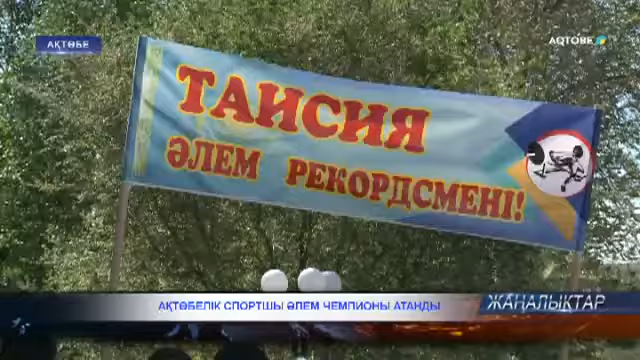 АҚТӨБЕ
AQTOBE
ТАИСИЯ
ӘЛЕМ РЕКОРДСМЕНІ!
АҚТӨБЕЛІК СПОРТШЫ ӘЛЕМ ЧЕМПИОНЫ АТАНДЫ
ЖАҢАЛЫҚТАР